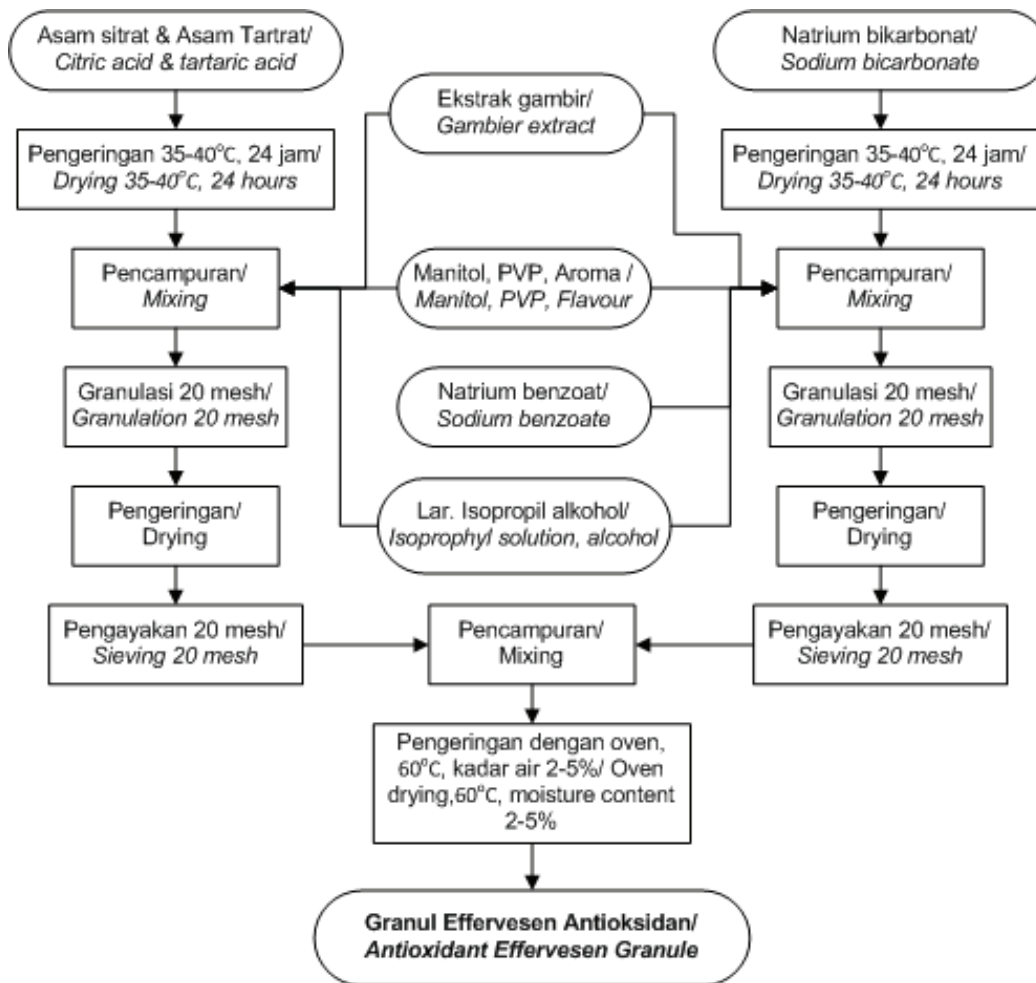 Asam sitrat & Asam Tartrat/
Citric acid & tartaric acid
Natrium bikarbonat/
Sodium bicarbonate
Ekstrak gambir/
Gambier extract
Pengeringan 35-40°C, 24 jam/
Drying 35-40°C, 24 hours
Pengeringan 35-40°C, 24 jam/
Drying 35-40°C, 24 hours
Pencampuran/
Mixing
Manitol, PVP, Aroma /
Manitol, PVP, Flavour
Pencampuran/
Mixing
Granulasi 20 mesh/
Granulation 20 mesh
Natrium benzoat/
Sodium benzoate
Granulasi 20 mesh/
Granulation 20 mesh
Pengeringan/
Drying
Lar. Isopropil alkohol/
Isoprophyl solution, alcohol
Pengeringan/
Drying
Pengayakan 20 mesh/
Sieving 20 mesh
Pencampuran/
Mixing
Pengayakan 20 mesh/
Sieving 20 mesh
Pengeringan dengan oven,
60°C, kadar air 2-5%/ Oven
drying,60°C, moisture content
2-5%
Granul Effervesen Antioksidan/
Antioxidant Effervesen Granule